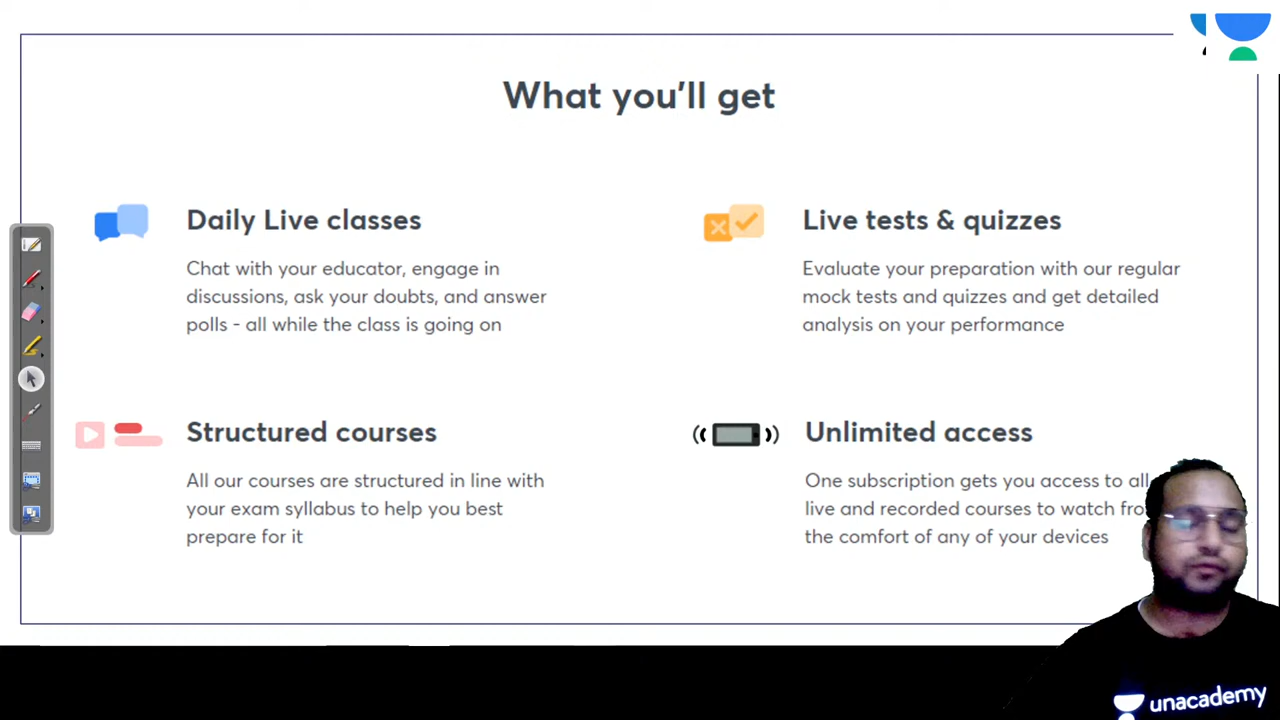 What you'll get
Daily Live classes
Chat with your educator, engage in
discussions, ask your doubts, and answer
polls - all while the class is going on
Live tests & quizzes
Evaluate your preparation with our regular
mock tests and quizzes and get detailed
analysis on your performance
Structured courses
All our courses are structured in line with
your exam syllabus to help you best
prepare for it
Unlimited access
One subscription gets you access to all
live and recorded courses to watch
the comfort of any of your devices
unacademy